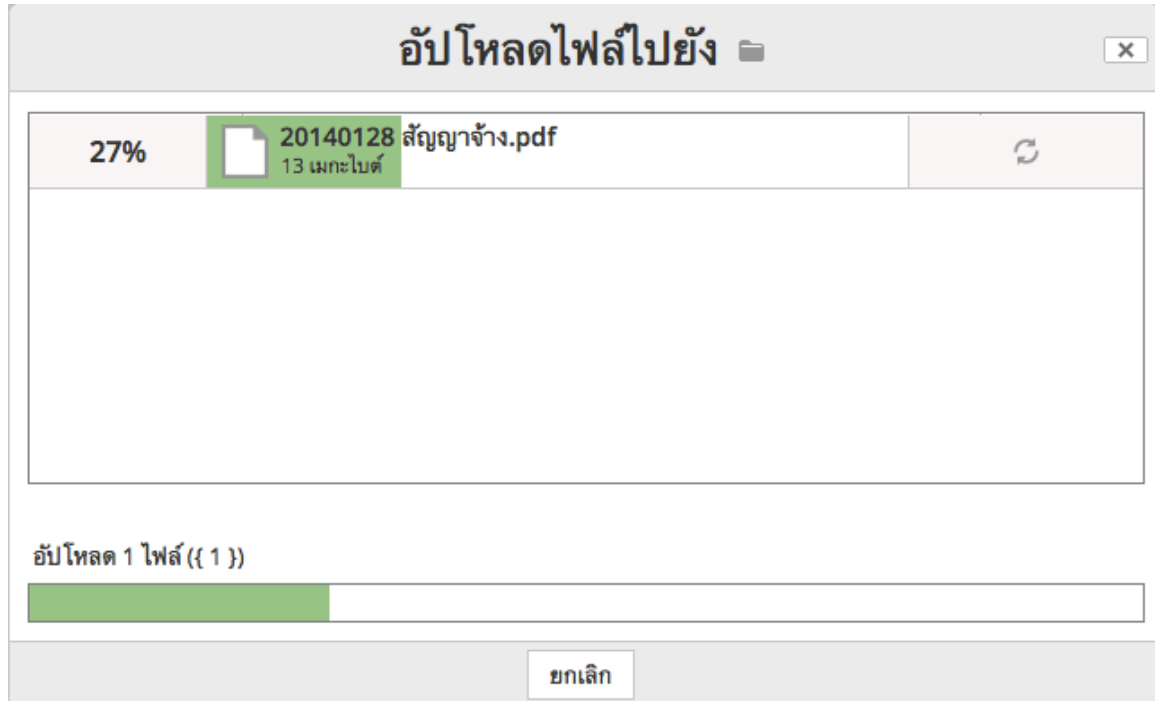 อัปโหลดไฟล์ไปยัง
27%
20140128 สัญญาจ้าง.pdf
13 เมกะไบต์
อัปโหลด 1 ไฟล์ ({ 1 })
ยกเลิก